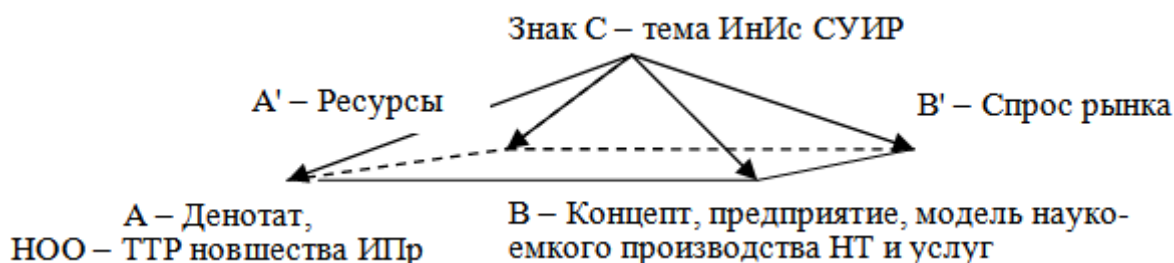 Знак С – тема ИнИс СУИР
А' – Ресурсы
В' – Спрос рынка
А – Денотат,
НОО – ТТР новшества ИПр
В – Концепт, предприятие, модель науко-
емкого производства НТ и услуг